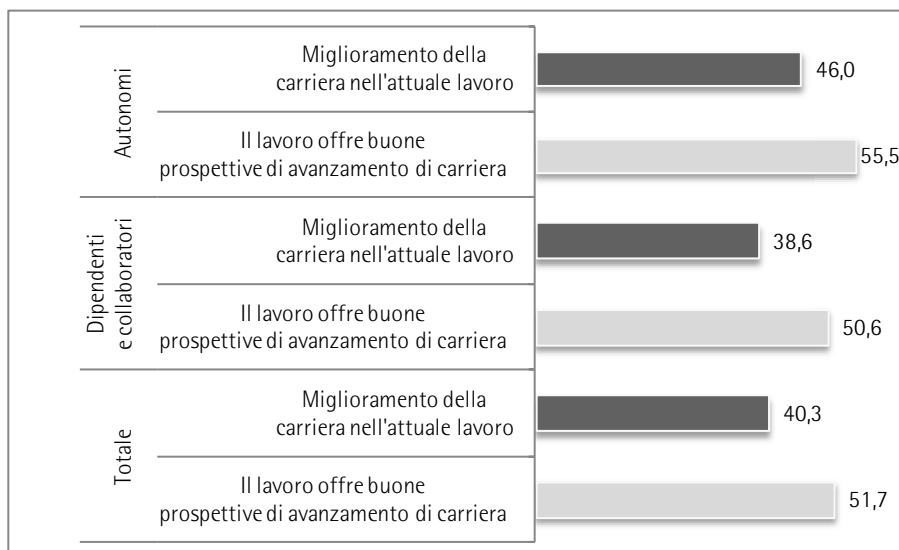 Autonomi
Miglioramento della
carriera nell'attuale lavoro
46,0
Il lavoro offre buone
prospettive di avanzamento di carriera
55,5
Dipendenti
e collaboratori
Miglioramento della
carriera nell'attuale lavoro
38,6
Il lavoro offre buone
prospettive di avanzamento di carriera
50,6
Totale
Miglioramento della
carriera nell'attuale lavoro
40,3
Il lavoro offre buone
prospettive di avanzamento di carriera
51,7